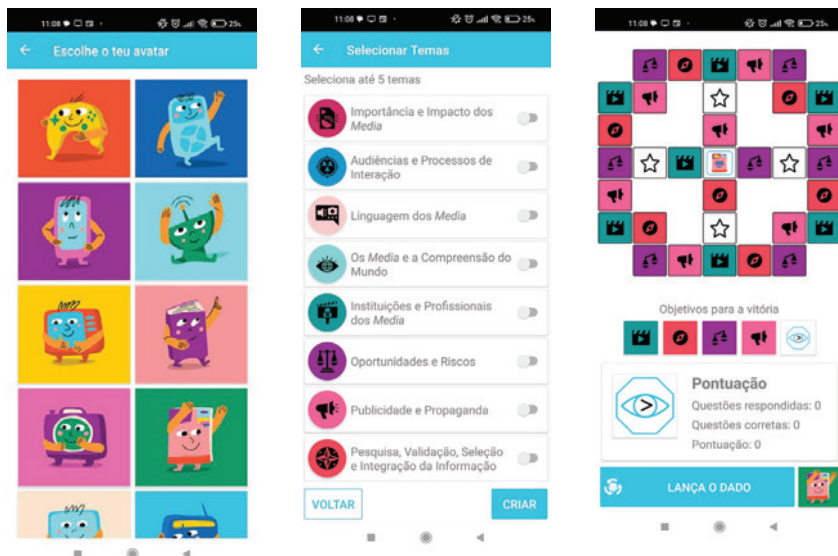 11:08
25%
Escolhe o teu avatar
11:08
25%
Selecionar Temas
Seleciona até 5 temas
Importância e Impacto dos
Media
Audiências e Processos de
Interação
Linguagem dos Media
Os Media e a Compreensão do
Mundo
Instituições e Profissionais
dos Media
Oportunidades e Riscos
Publicidade e Propaganda
Pesquisa, Validação, Seleção
e Integração da Informação
VOLTAR
CRIAR
11:08
25%
Objetivos para a vitória
Pontuação
Questões respondidas: 0
Questões corretas: 0
Pontuação: 0
LANÇA O DADO